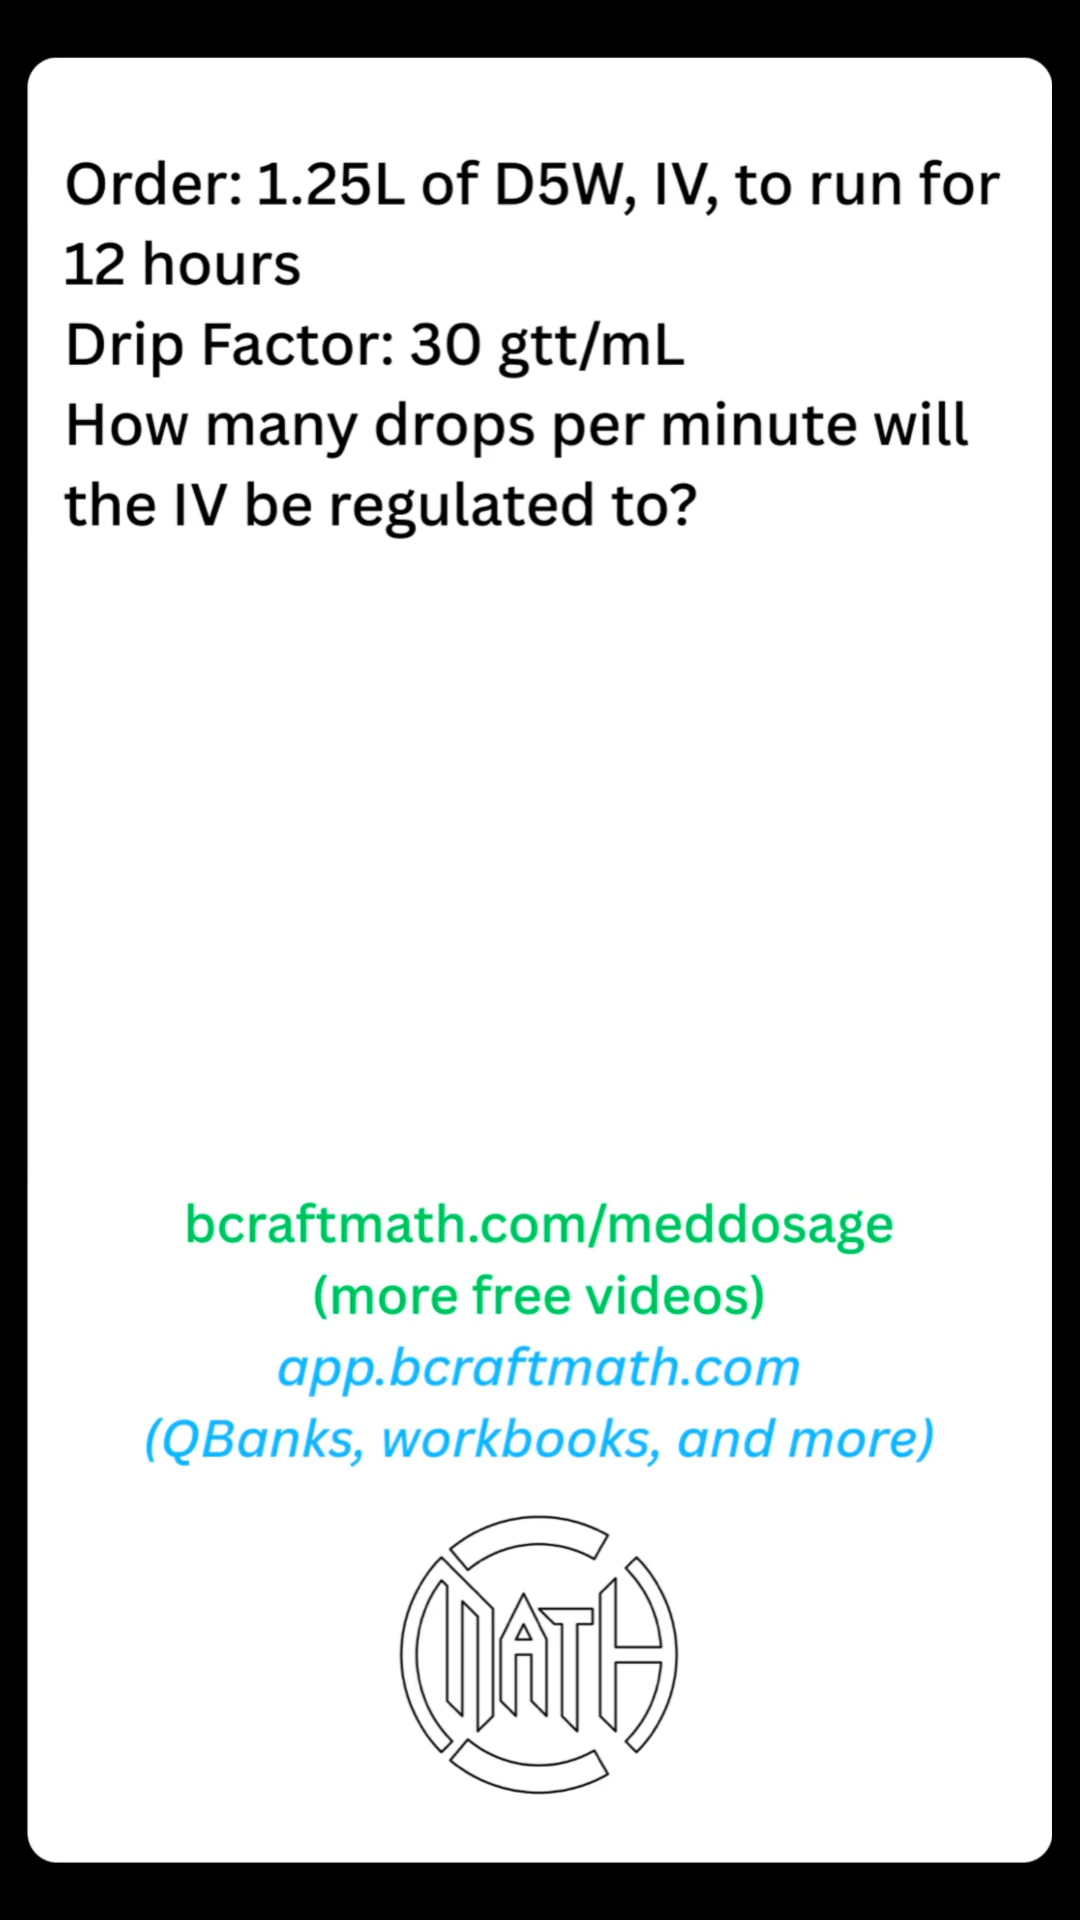 Order: 1.25L of D5W, IV, to run for
12 hours
Drip Factor: 30 gtt/mL
How many drops per minute will
the IV be regulated to?
bcraftmath.com/meddosage
(more free videos)
app.bcraftmath.com
(QBanks, workbooks, and more)
MATH